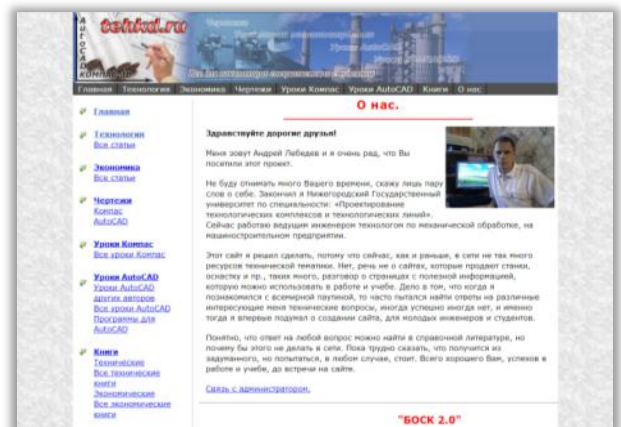 AutoCAD
КОМПАС-3D
tehkd.ru
Чертежи
Уроки AutoCAD
Главная Технология Экономика Чертежи Уроки Компас Уроки AutoCAD Книги О нас
Главная
Технология
Все статьи
Экономика
Все статьи
Чертежи
Компас
AutoCAD
Уроки Компас
Все уроки Компас
Уроки AutoCAD
Уроки AutoCAD
других авторов
Все уроки AutoCAD
Программы для
AutoCAD
Книги
Технические
Все технические
книги
Экономические
Все экономические
книги
О нас.
Здравствуйте дорогие друзья!
Меня зовут Андрей Лебедев и я очень рад, что Вы
посетили этот проект.
Не буду отнимать много Вашего времени, скажу лишь пару
слов о себе. Закончил я Нижегородский Государственный
университет по специальности: «Проектирование
технологических комплексов и технологических линий».
Сейчас работаю ведущим инженером технологом по механической обработке, на
машиностроительном предприятии.
Этот сайт я решил сделать, потому что сейчас, как и раньше, в сети не так много
ресурсов технической тематики. Нет, речь не о сайтах, которые продают станки,
оснастку и пр., таких много, разговор о страницах с полезной информацией,
которую можно использовать в работе и учебе. Дело в том, что когда я
познакомился с всемирной паутиной, то часто пытался найти ответы на различные
интересующие меня технические вопросы, иногда успешно иногда нет, и именно
тогда я впервые подумал о создании сайта, для молодых инженеров и студентов.
Понятно, что ответ на любой вопрос можно найти в справочной литературе, но
почему бы этого не делать в сети. Пока трудно сказать, что получится из
задуманного, но попытаться, в любом случае, стоит. Всего хорошего Вам, успехов в
работе и учебе, до встречи на сайте.
Связь с администратором.
"БОСК 2.0"